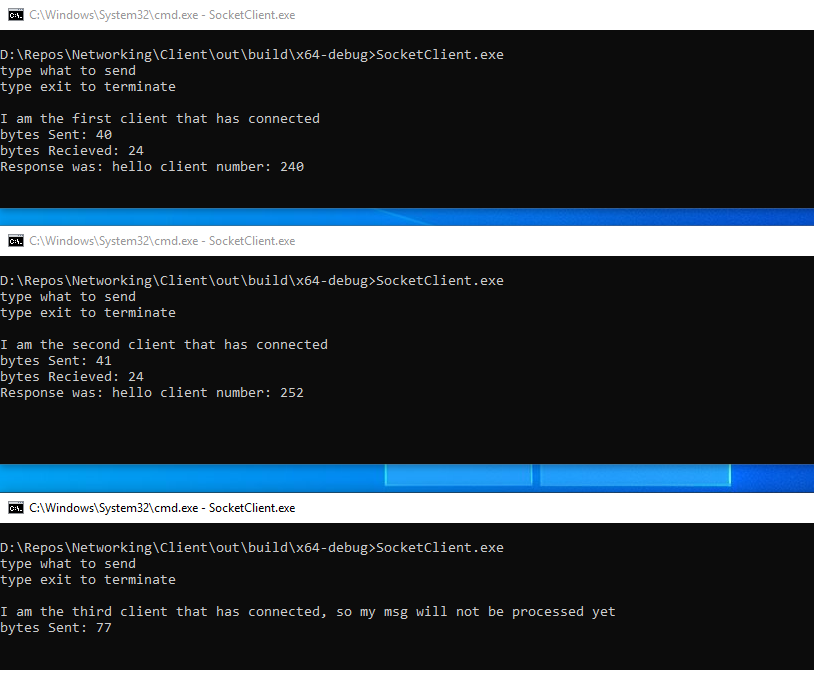 C:\Windows\System32\cmd.exe - SocketClient.exe
D:\Repos\Networking\Client\out\build\x64-debug>SocketClient.exe
type what to send
type exit to terminate
I am the first client that has connected
bytes Sent: 40
bytes Recieved: 24
Response was: hello client number: 240
C:\Windows\System32\cmd.exe - SocketClient.exe
D:\Repos\Networking\Client\out\build\x64-debug>SocketClient.exe
type what to send
type exit to terminate
I am the second client that has connected
bytes Sent: 41
bytes Recieved: 24
Response was: hello client number: 252
C:\Windows\System32\cmd.exe - SocketClient.exe
D:\Repos\Networking\Client\out\build\x64-debug>SocketClient.exe
type what to send
type exit to terminate
I am the third client that has connected, so my msg will not be processed yet
bytes Sent: 77